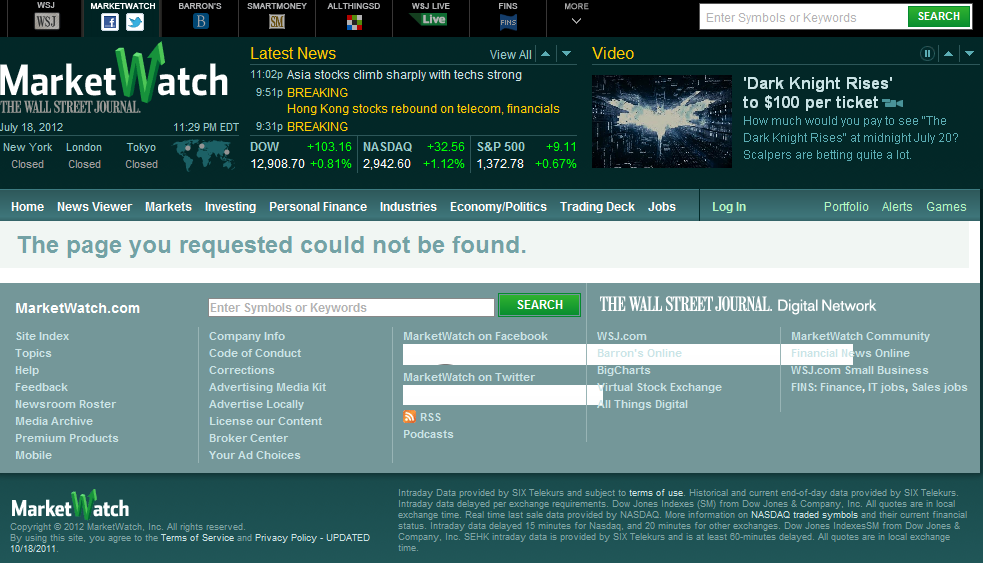 WSJ
WSJ
MARKETWATCH
BARRON'S
B
SMARTMONEY
SM
ALLTHINGSD
WSJ LIVE
Live
FINS
FINS
MORE
Enter Symbols or Keywords
SEARCH
MarketWatch
THE WALL STREET JOURNAL.
July 18, 2012
11:29 PM EDT
New York London Tokyo
Closed Closed Closed
Latest News
View All
11:02p Asia stocks climb sharply with techs strong
9:51p BREAKING
Hong Kong stocks rebound on telecom, financials
9:31p BREAKING
DOW +103.16 NASDAQ +32.56 S&P 500 +9.11
12,908.70 +0.81% 2,942.60 +1.12% 1,372.78 +0.67%
Video
'Dark Knight Rises'
to $100 per ticket
How much would you pay to see "The
Dark Knight Rises" at midnight July 20?
Scalpers are betting quite a lot.
Home News Viewer Markets Investing Personal Finance Industries Economy/Politics Trading Deck Jobs Log In Portfolio Alerts Games
The page you requested could not be found.
MarketWatch.com
Enter Symbols or Keywords
SEARCH
THE WALL STREET JOURNAL. Digital Network
Site Index
Topics
Help
Feedback
Newsroom Roster
Media Archive
Premium Products
Mobile
Company Info
Code of Conduct
Corrections
Advertising Media Kit
Advertise Locally
License our Content
Broker Center
Your Ad Choices
MarketWatch on Facebook
MarketWatch on Twitter
RSS
Podcasts
WSJ.com
Barron's Online
BigCharts
Virtual Stock Exchange
All Things Digital
MarketWatch Community
Financial News Online
WSJ.com Small Business
FINS: Finance, IT jobs, Sales jobs
MarketWatch
Copyright © 2012 MarketWatch, Inc. All rights reserved.
By using this site, you agree to the Terms of Service and Privacy Policy - UPDATED
10/18/2011.
Intraday Data provided by SIX Telekurs and subject to terms of use. Historical and current end-of-day data provided by SIX Telekurs.
Intraday data delayed per exchange requirements. Dow Jones Indexes (SM) from Dow Jones & Company, Inc. All quotes are in local
exchange time. Real time last sale data provided by NASDAQ. More information on NASDAQ traded symbols and their current financial
status. Intraday data delayed 15 minutes for Nasdaq, and 20 minutes for other exchanges. Dow Jones IndexesSM from Dow Jones &
Company, Inc. SEHK intraday data is provided by SIX Telekurs and is at least 60-minutes delayed. All quotes are in local exchange
time.